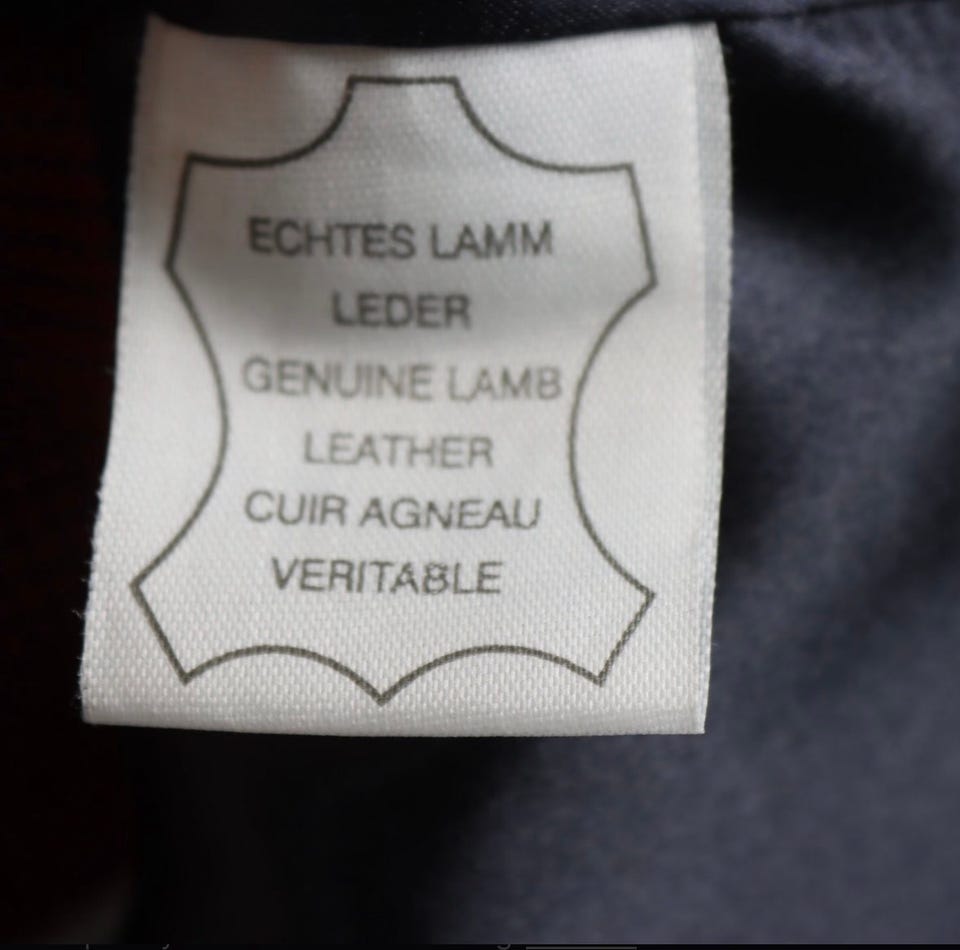 ECHTES LAMM
LEDER
GENUINE LAMB
LEATHER
CUIR AGNEAU
VERITABLE